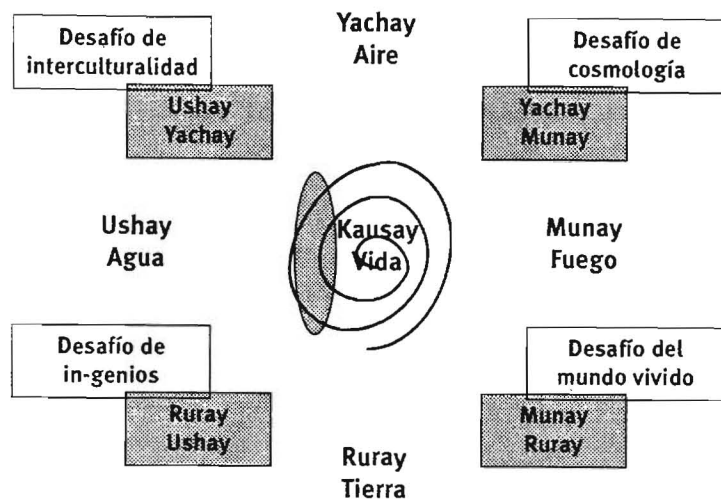 Desafío de
interculturalidad
Ushay
Yachay
Yachay
Aire
Desafío de
cosmología
Yachay
Munay
Ushay
Agua
Kausay
Vida
Munay
Fuego
Desafío de
in-genios
Ruray
Ushay
Ruray
Tierra
Desafío del
mundo vivido
Munay
Ruray